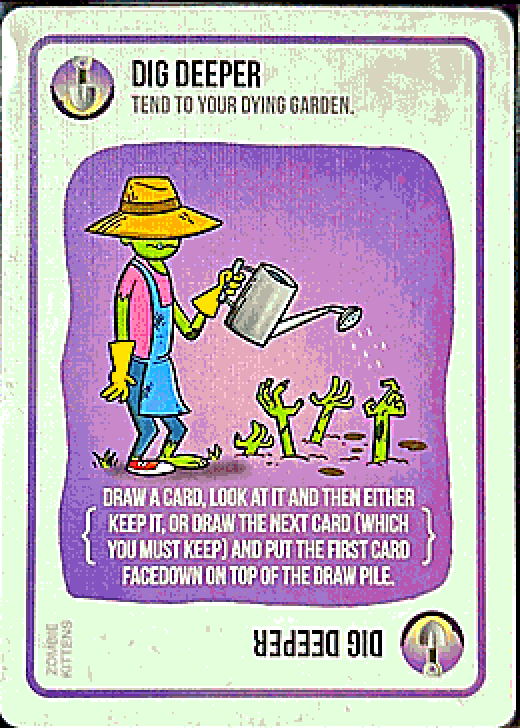 DIG DEEPER
TEND TO YOUR DYING GARDEN.
DRAW A CARD, LOOK AT IT AND THEN EITHER
{ KEEP IT, OR DRAW THE NEXT CARD (WHICH }
YOU MUST KEEP) AND PUT THE FIRST CARD
FACEDOWN ON TOP OF THE DRAW PILE.
ZOMBIE
KITTENS
DIG DEEPER